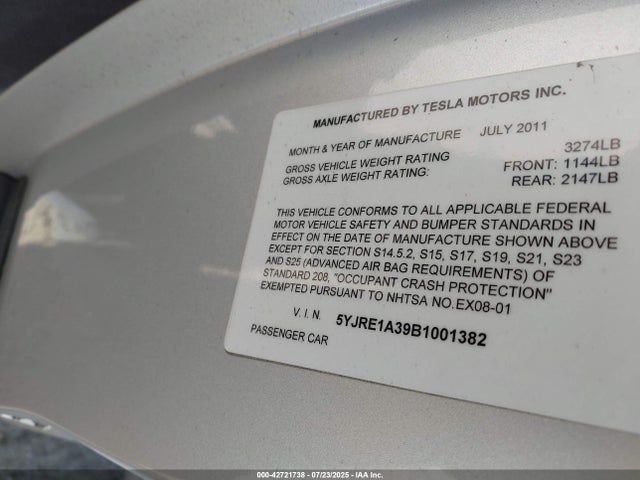 MANUFACTURED BY TESLA MOTORS INC.
MONTH & YEAR OF MANUFACTURE JULY 2011
GROSS VEHICLE WEIGHT RATING 3274LB
GROSS AXLE WEIGHT RATING: FRONT: 1144LB
REAR: 2147LB
THIS VEHICLE CONFORMS TO ALL APPLICABLE FEDERAL
MOTOR VEHICLE SAFETY AND BUMPER STANDARDS IN
EFFECT ON THE DATE OF MANUFACTURE SHOWN ABOVE
EXCEPT FOR SECTION S14.5.2, S15, S17, S19, S21, S23
AND S25 (ADVANCED AIR BAG REQUIREMENTS) OF
STANDARD 208, "OCCUPANT CRASH PROTECTION"
EXEMPTED PURSUANT TO NHTSA NO.EX08-01
V. I. N. 5YJRE1A39B1001382
PASSENGER CAR
000-42721738 - 07/23/2025 - IAA Inc.